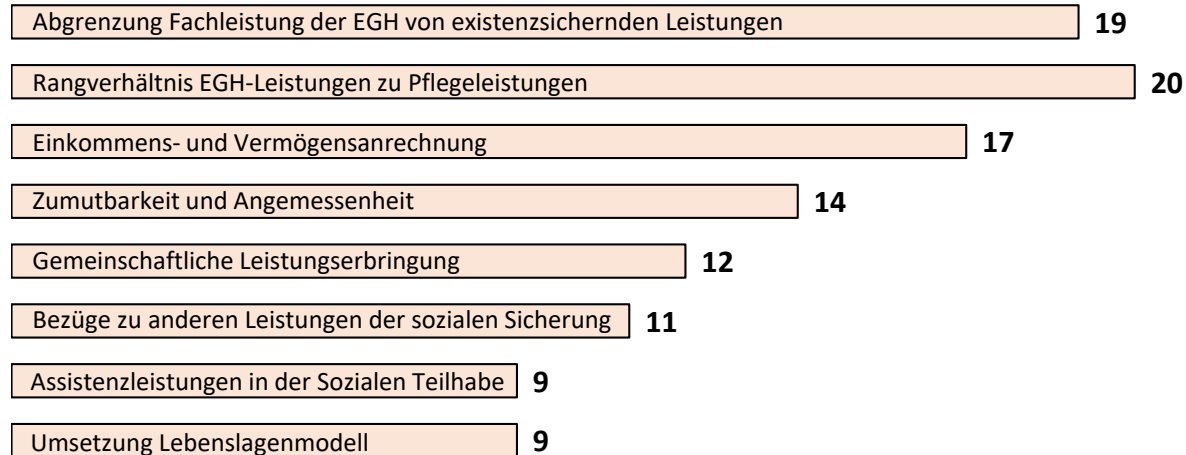 Abgrenzung Fachleistung der EGH von existenzsichernden Leistungen 19
Rangverhältnis EGH-Leistungen zu Pflegeleistungen 20
Einkommens- und Vermögensanrechnung 17
Zumutbarkeit und Angemessenheit 14
Gemeinschaftliche Leistungserbringung 12
Bezüge zu anderen Leistungen der sozialen Sicherung 11
Assistenzleistungen in der Sozialen Teilhabe 9
Umsetzung Lebenslagenmodell 9